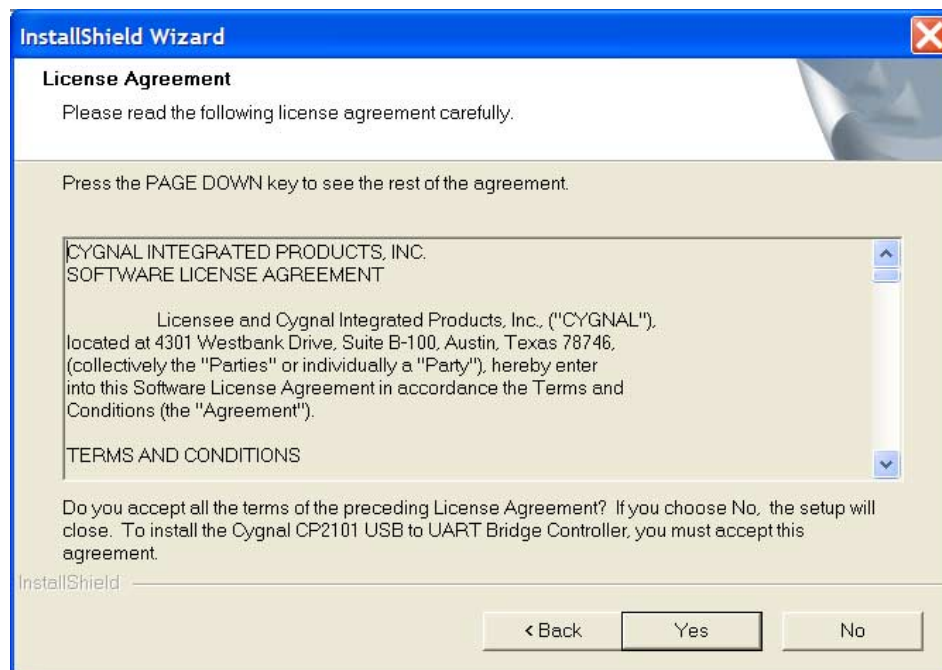 InstallShield Wizard
License Agreement
Please read the following license agreement carefully.
Press the PAGE DOWN key to see the rest of the agreement.
CYGNAL INTEGRATED PRODUCTS, INC.
SOFTWARE LICENSE AGREEMENT
Licensee and Cygnal Integrated Products, Inc., ("CYGNAL"),
located at 4301 Westbank Drive, Suite B-100, Austin, Texas 78746,
(collectively the "Parties" or individually a "Party"), hereby enter
into this Software License Agreement in accordance the Terms and
Conditions (the "Agreement").
TERMS AND CONDITIONS
Do you accept all the terms of the preceding License Agreement? If you choose No, the setup will
close. To install the Cygnal CP2101 USB to UART Bridge Controller, you must accept this
agreement.
InstallShield
< Back Yes No